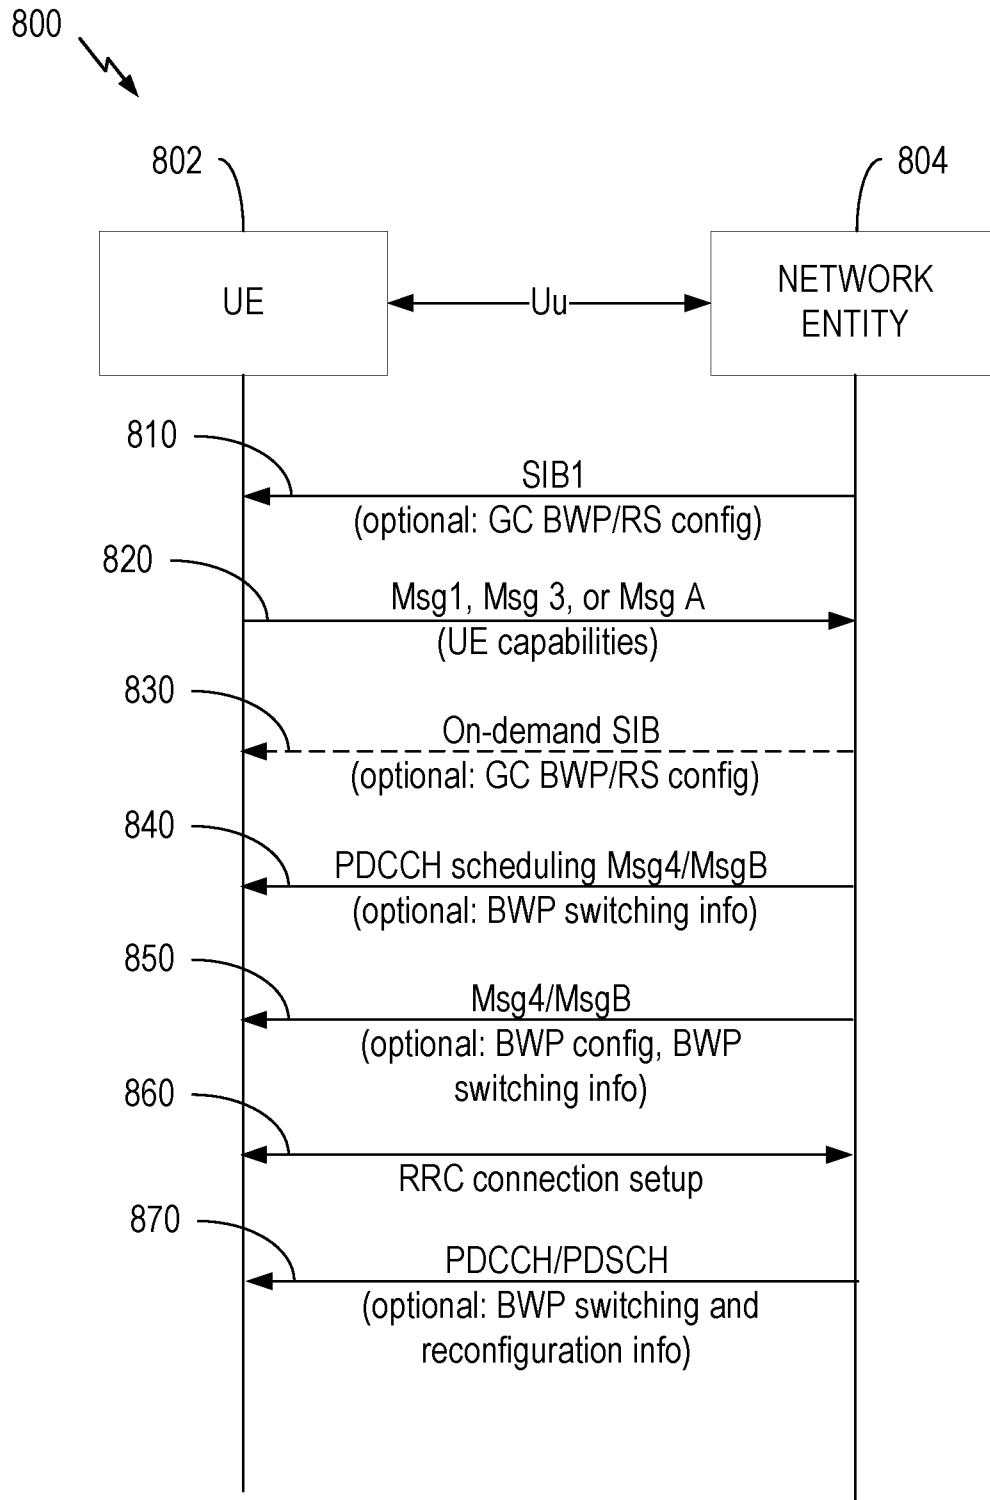 800
802
804
UE
Uu
NETWORK
ENTITY
810
SIB1
(optional: GC BWP/RS config)
820
Msg1, Msg 3, or Msg A
(UE capabilities)
830
On-demand SIB
(optional: GC BWP/RS config)
840
PDCCH scheduling Msg4/MsgB
(optional: BWP switching info)
850
Msg4/MsgB
(optional: BWP config, BWP
switching info)
860
RRC connection setup
870
PDCCH/PDSCH
(optional: BWP switching and
reconfiguration info)